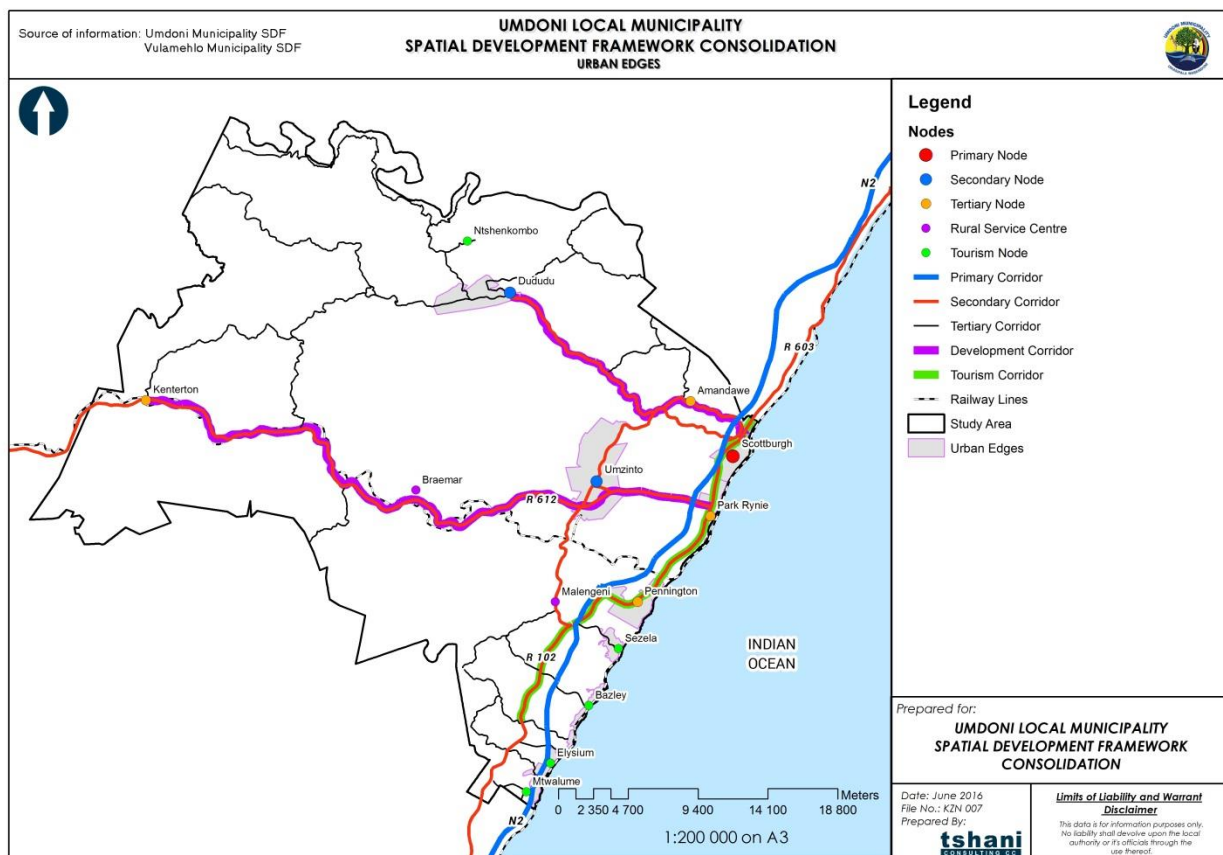 Source of information: Umdoni Municipality SDF
Vulamehlo Municipality SDF
UMDONI LOCAL MUNICIPALITY
SPATIAL DEVELOPMENT FRAMEWORK CONSOLIDATION
URBAN EDGES
Legend
Nodes
Primary Node
Secondary Node
Tertiary Node
Rural Service Centre
Tourism Node
Primary Corridor
Secondary Corridor
Tertiary Corridor
Development Corridor
Tourism Corridor
Railway Lines
Study Area
Urban Edges
N2
Ntshenkombo
Dududu
R 603
Kenterton
Amandawe
Scottburgh
Umzinto
Braemar
R 612
Park Rynie
Malengeni
Pennington
Sezela
INDIAN
OCEAN
R 102
Bazley
Elysium
Mtwalume
N2
Meters
0 2 350 4 700 9 400 14 100 18 800
1:200 000 on A3
Prepared for:
UMDONI LOCAL MUNICIPALITY
SPATIAL DEVELOPMENT FRAMEWORK
CONSOLIDATION
Date: June 2016
File No.: KZN 007
Prepared By:
tshani
CONSULTING CC
Limits of Liability and Warrant
Disclaimer
This data is for information purposes only.
No liability shall devolve upon the local
authority or it's officials through the
use thereof.